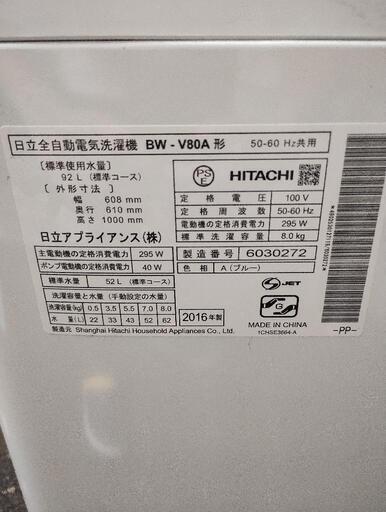 日立全自動電気洗濯機 BW - V80A 形 50-60 Hz共用
[標準使用水量]
92 L (標準コース)
[外形寸法]
幅 608 mm
奥行 610 mm
高さ 1000 mm
日立アプライアンス(株)
PS
E
HITACHI
定格電圧 100 V
定格周波数 50-60 Hz
電動機の定格消費電力 295 W
標準洗濯容量 8.0 kg
主電動機の定格消費電力 295 W
ポンプ電動機の定格消費電力 40 W
製造番号 6030272
色相 A (ブルー)
標準水量 52 L (標準コース)
洗濯容量と水量 (手動設定の水量)
洗濯容量(kg) 0.5 3.5 5.5 7.0 8.0
水量(L) 22 33 43 52 62
2016年製
JET
MADE IN CHINA
製造元 Shanghai Hitachi Household Appliances Co., Ltd.
1CHSE3664-A
-PP-